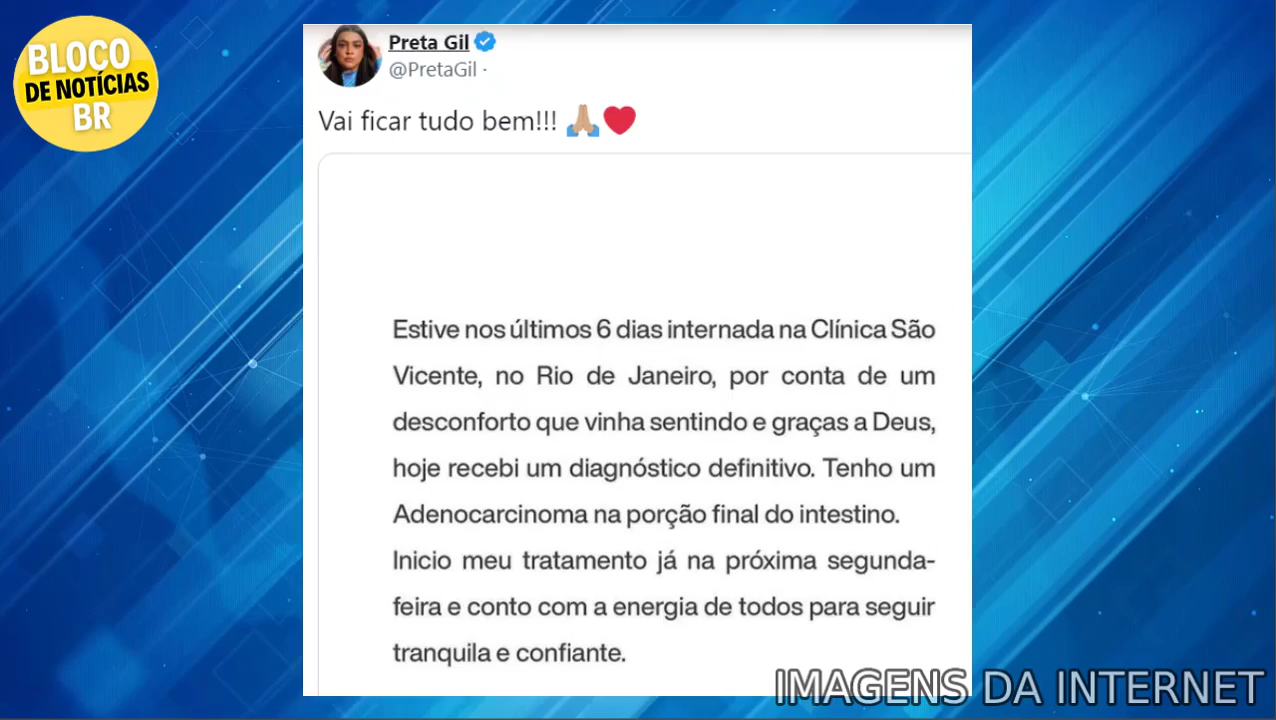 BLOCO
DE NOTÍCIAS
BR
Preta Gil
@PretaGil ·
Vai ficar tudo bem!!! 🙏🏽❤️
Estive nos últimos 6 dias internada na Clínica São
Vicente, no Rio de Janeiro, por conta de um
desconforto que vinha sentindo e graças a Deus,
hoje recebi um diagnóstico definitivo. Tenho um
Adenocarcinoma na porção final do intestino.
Inicio meu tratamento já na próxima segunda-
feira e conto com a energia de todos para seguir
tranquila e confiante.
IMAGENS DA INTERNET